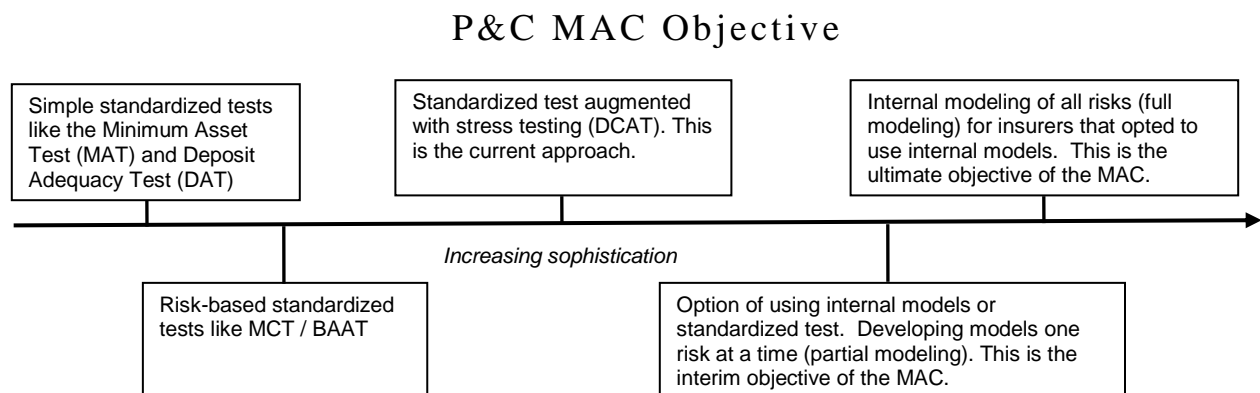 P&C MAC Objective
Simple standardized tests
like the Minimum Asset
Test (MAT) and Deposit
Adequacy Test (DAT)
Standardized test augmented
with stress testing (DCAT). This
is the current approach.
Internal modeling of all risks (full
modeling) for insurers that opted to
use internal models. This is the
ultimate objective of the MAC.
Increasing sophistication
Risk-based standardized
tests like MCT / BAAT
Option of using internal models or
standardized test. Developing models one
risk at a time (partial modeling). This is the
interim objective of the MAC.